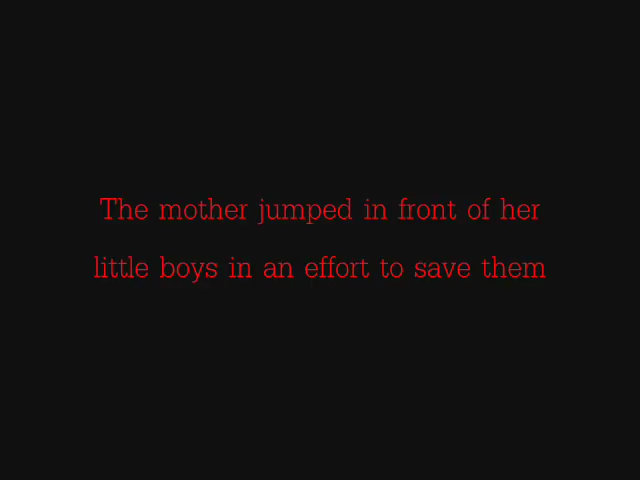 The mother jumped in front of her
little boys in an effort to save them